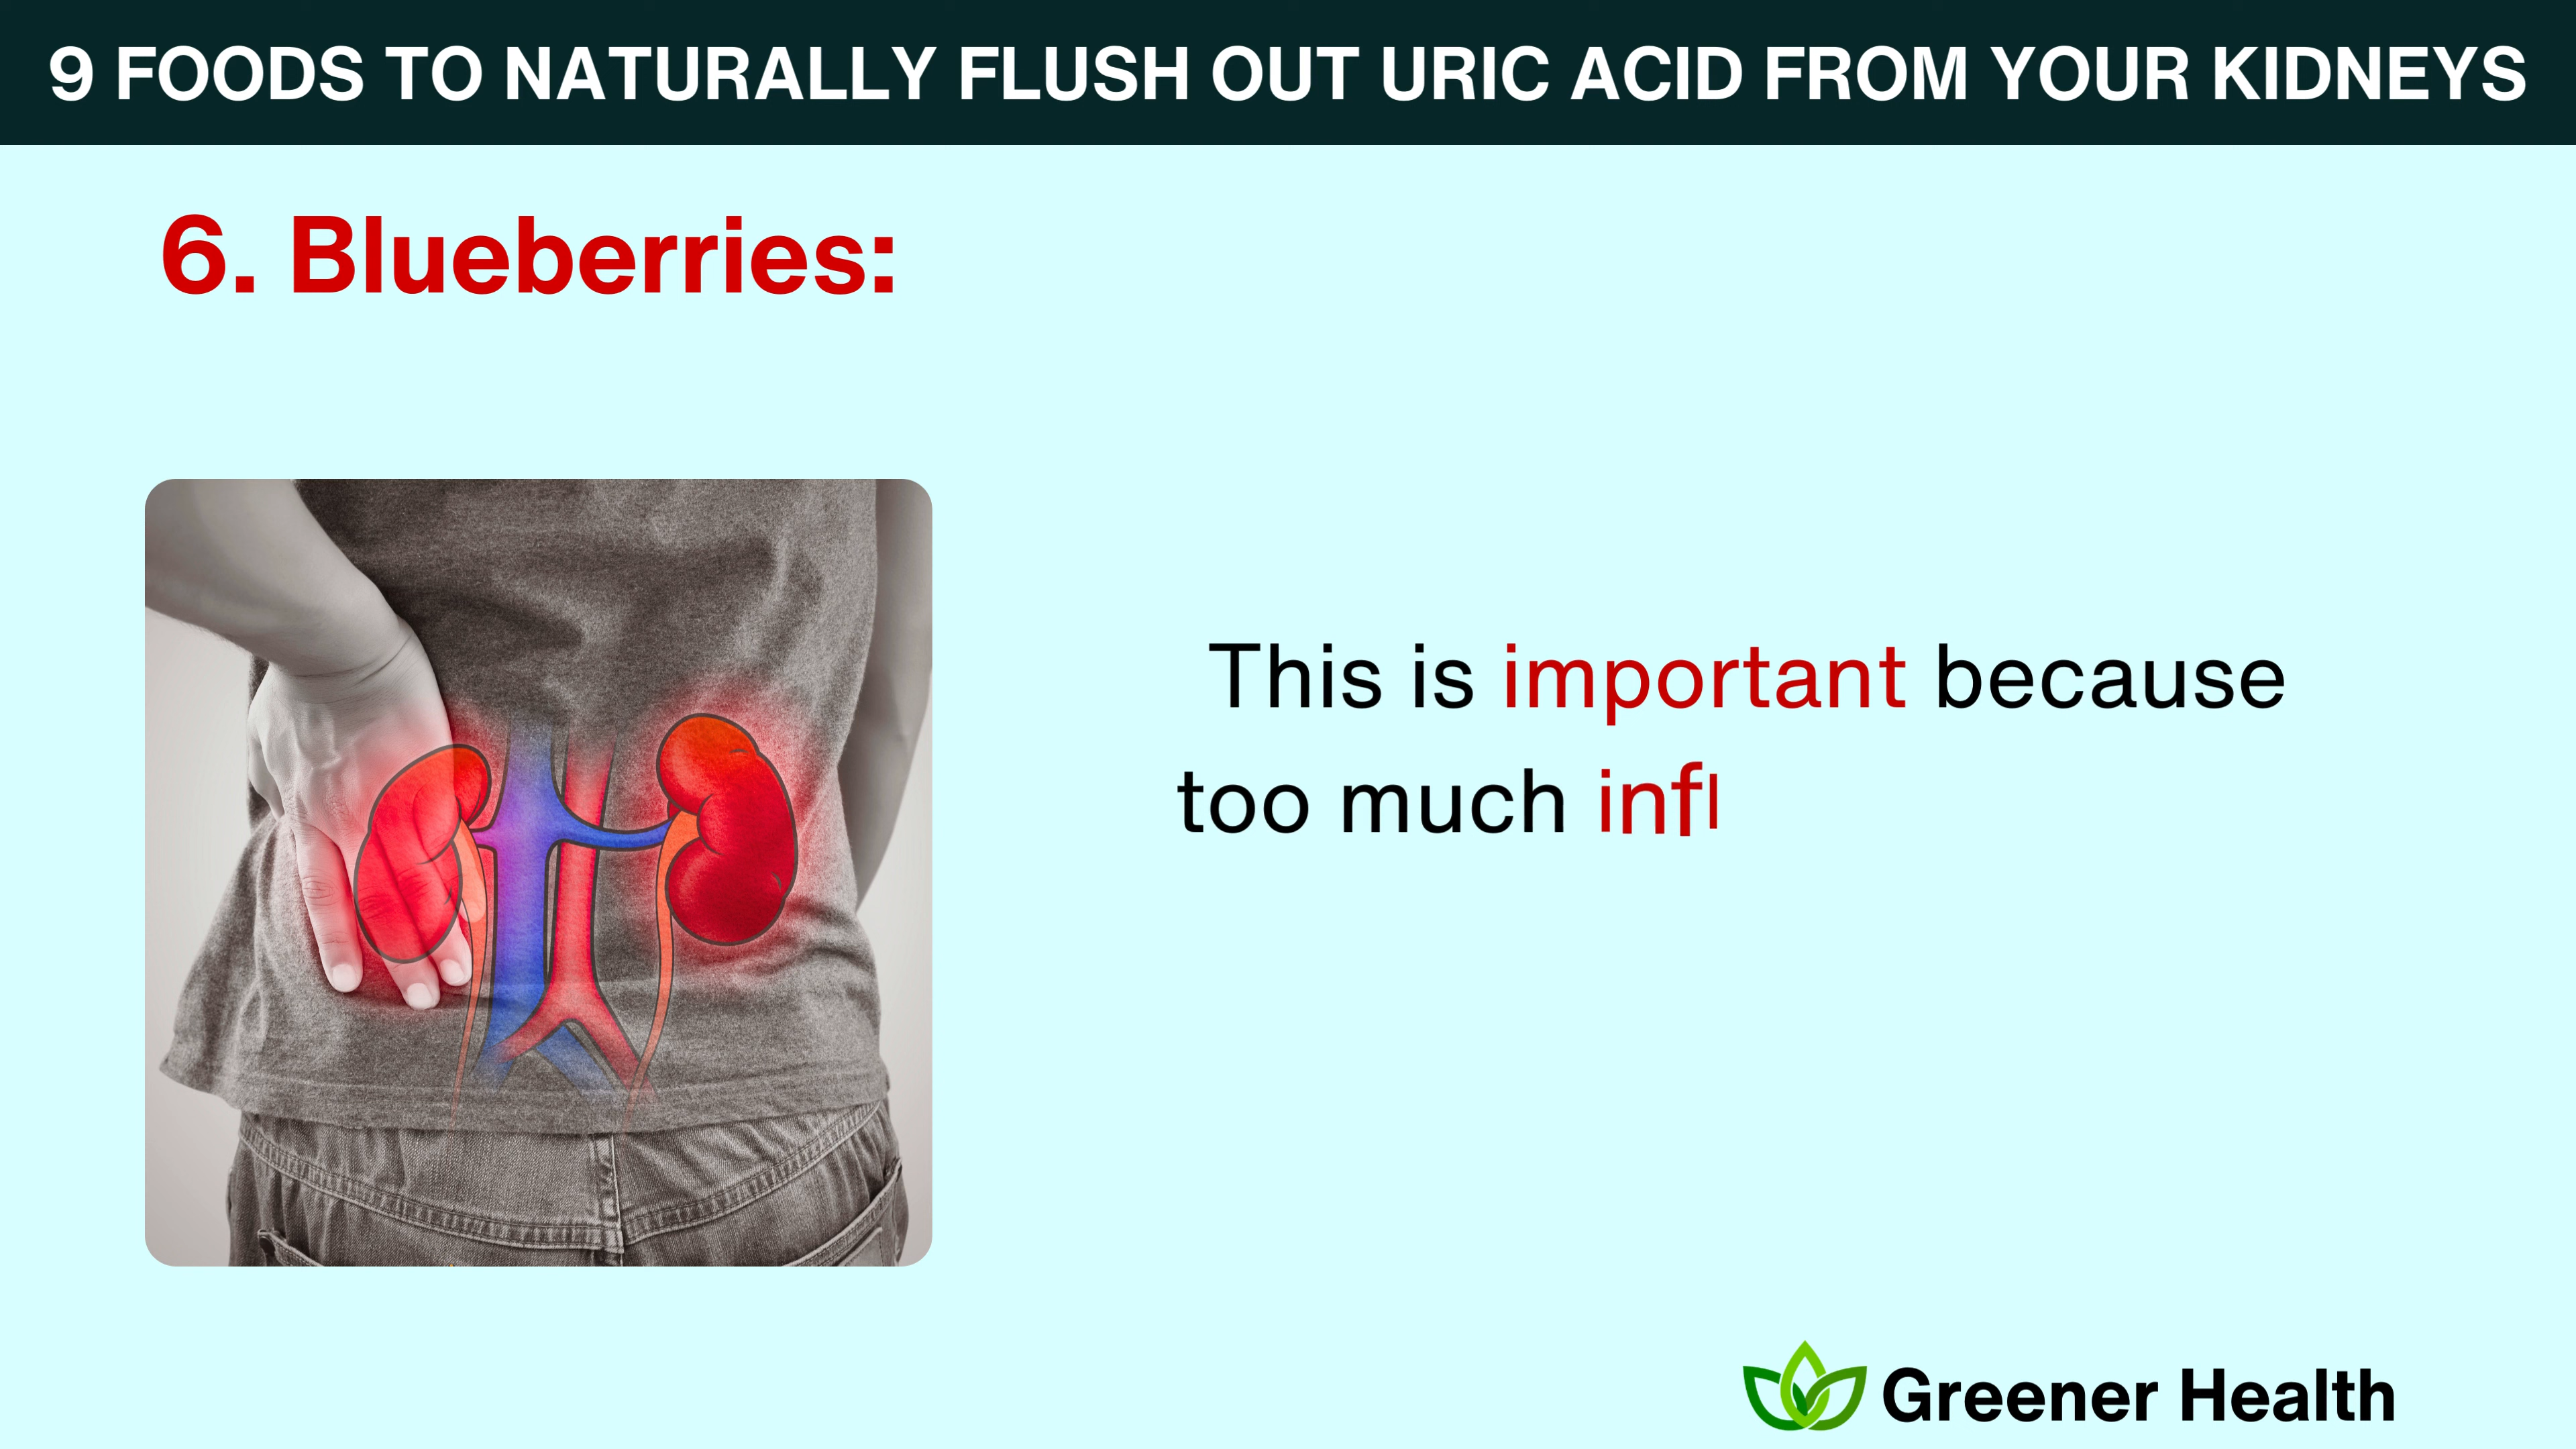 9 FOODS TO NATURALLY FLUSH OUT URIC ACID FROM YOUR KIDNEYS
6. Blueberries:
This is important because
too much infl
Greener Health